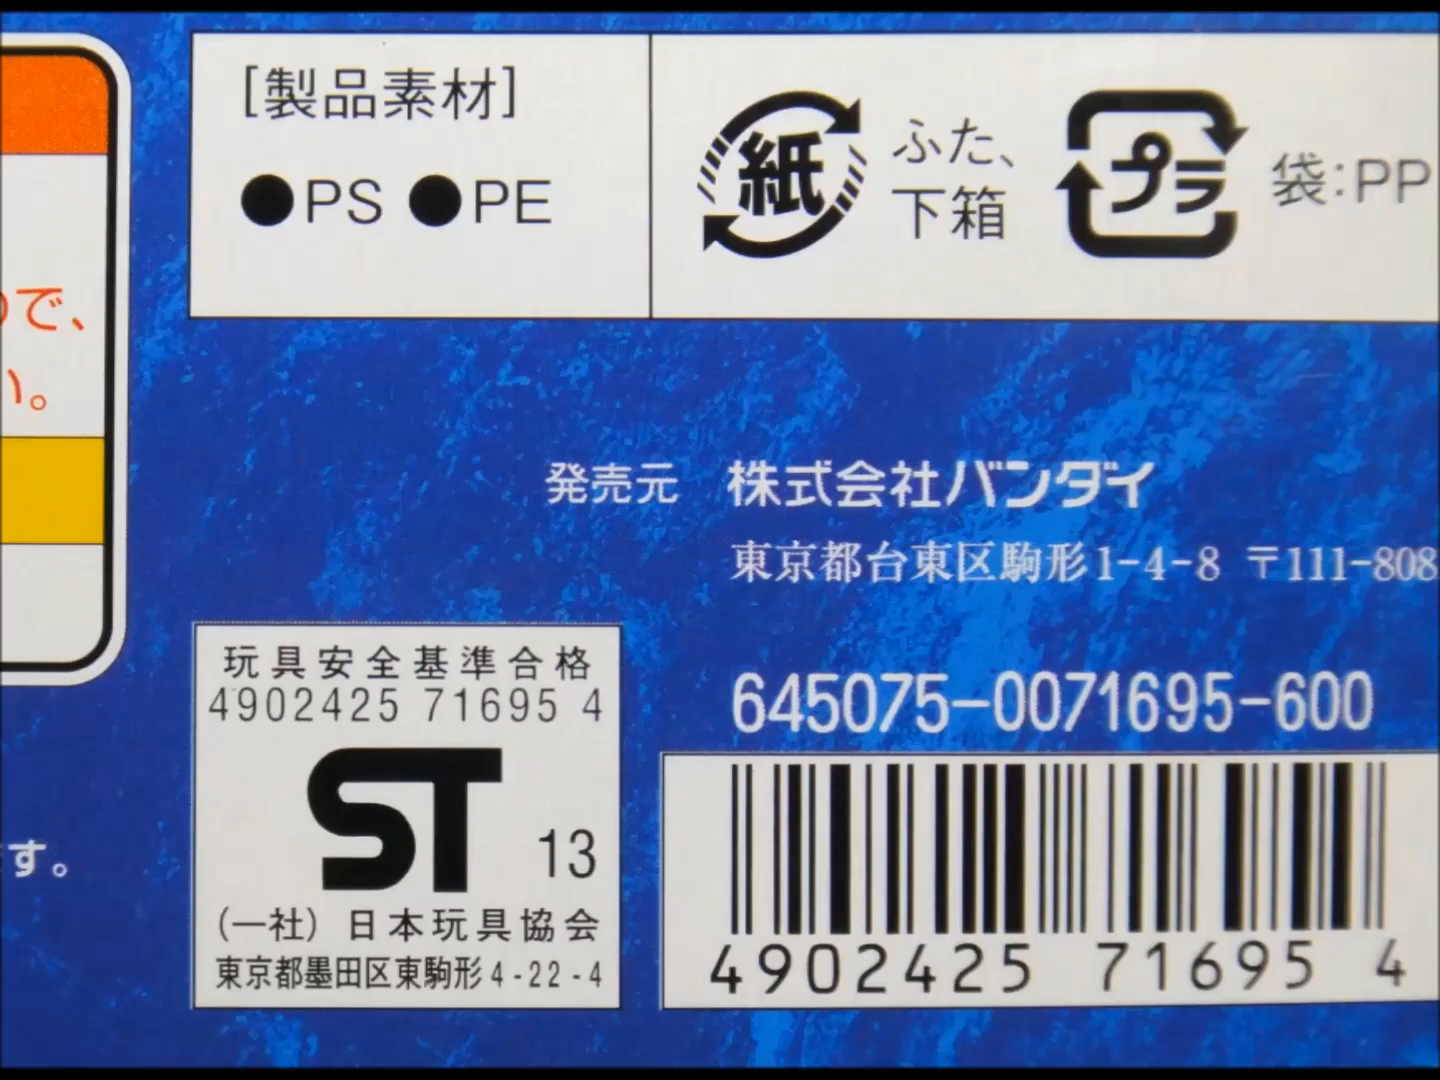 [製品素材]
●PS ●PE
紙
ふた、
下箱
プラ
袋:PP
で、
い。
発売元 株式会社バンダイ
東京都台東区駒形1-4-8 〒111-808
玩具安全基準合格
4902425 71695 4
ST
13
(一社) 日本玩具協会
東京都墨田区東駒形4-22-4
645075-0071695-600
4902425 71695 4
す。